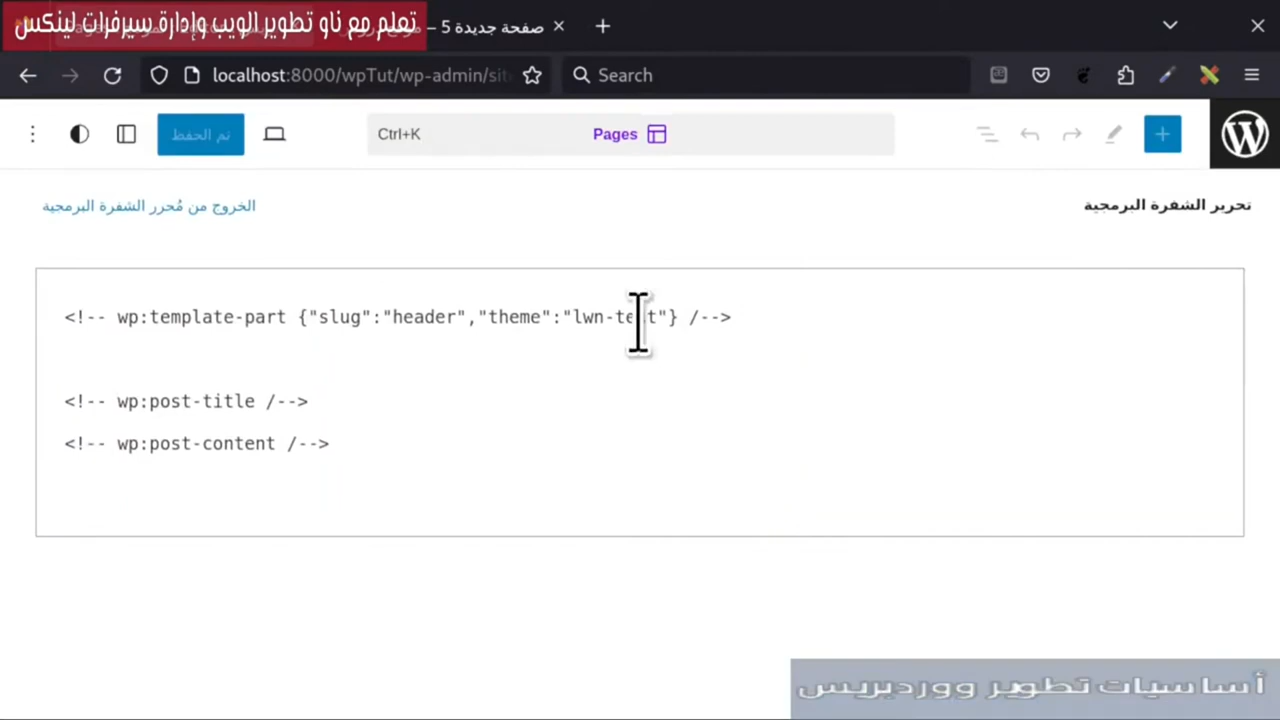 تعلم مع ناو تطوير الويب وإدارة سيرفرات لينكس
صفحة جديدة 5 –
localhost:8000/wpTut/wp-admin/sit
Search
تم الحفظ
Ctrl+K
Pages
تحرير الشفرة البرمجية
الخروج من مُحرر الشفرة البرمجية
<!-- wp:template-part {"slug":"header","theme":"lwn-test"} /-->
<!-- wp:post-title /-->
<!-- wp:post-content /-->
أساسيات تطوير ووردبريس